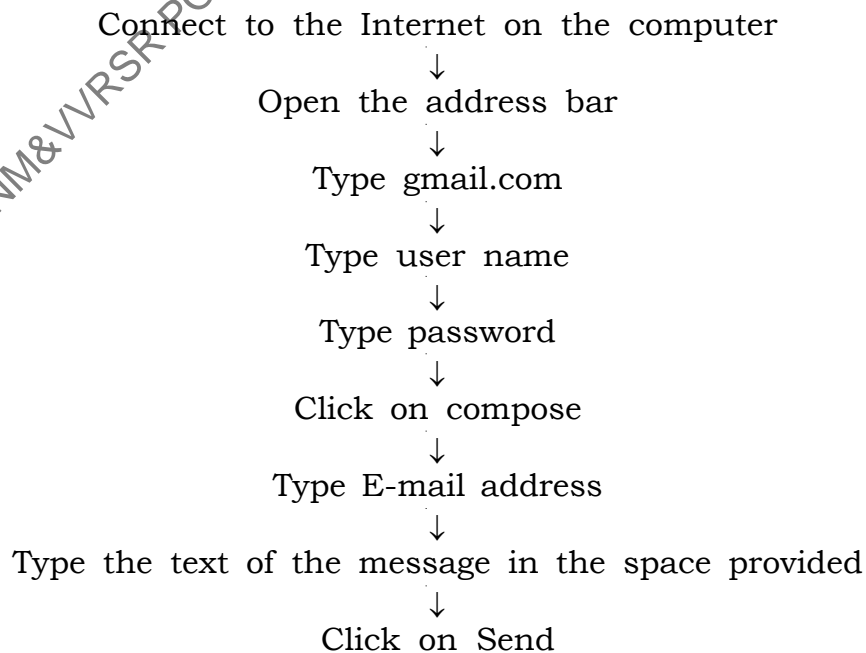 Connect to the Internet on the computer
↓
Open the address bar
↓
Type gmail.com
↓
Type user name
↓
Type password
↓
Click on compose
↓
Type E-mail address
↓
Type the text of the message in the space provided
↓
Click on Send